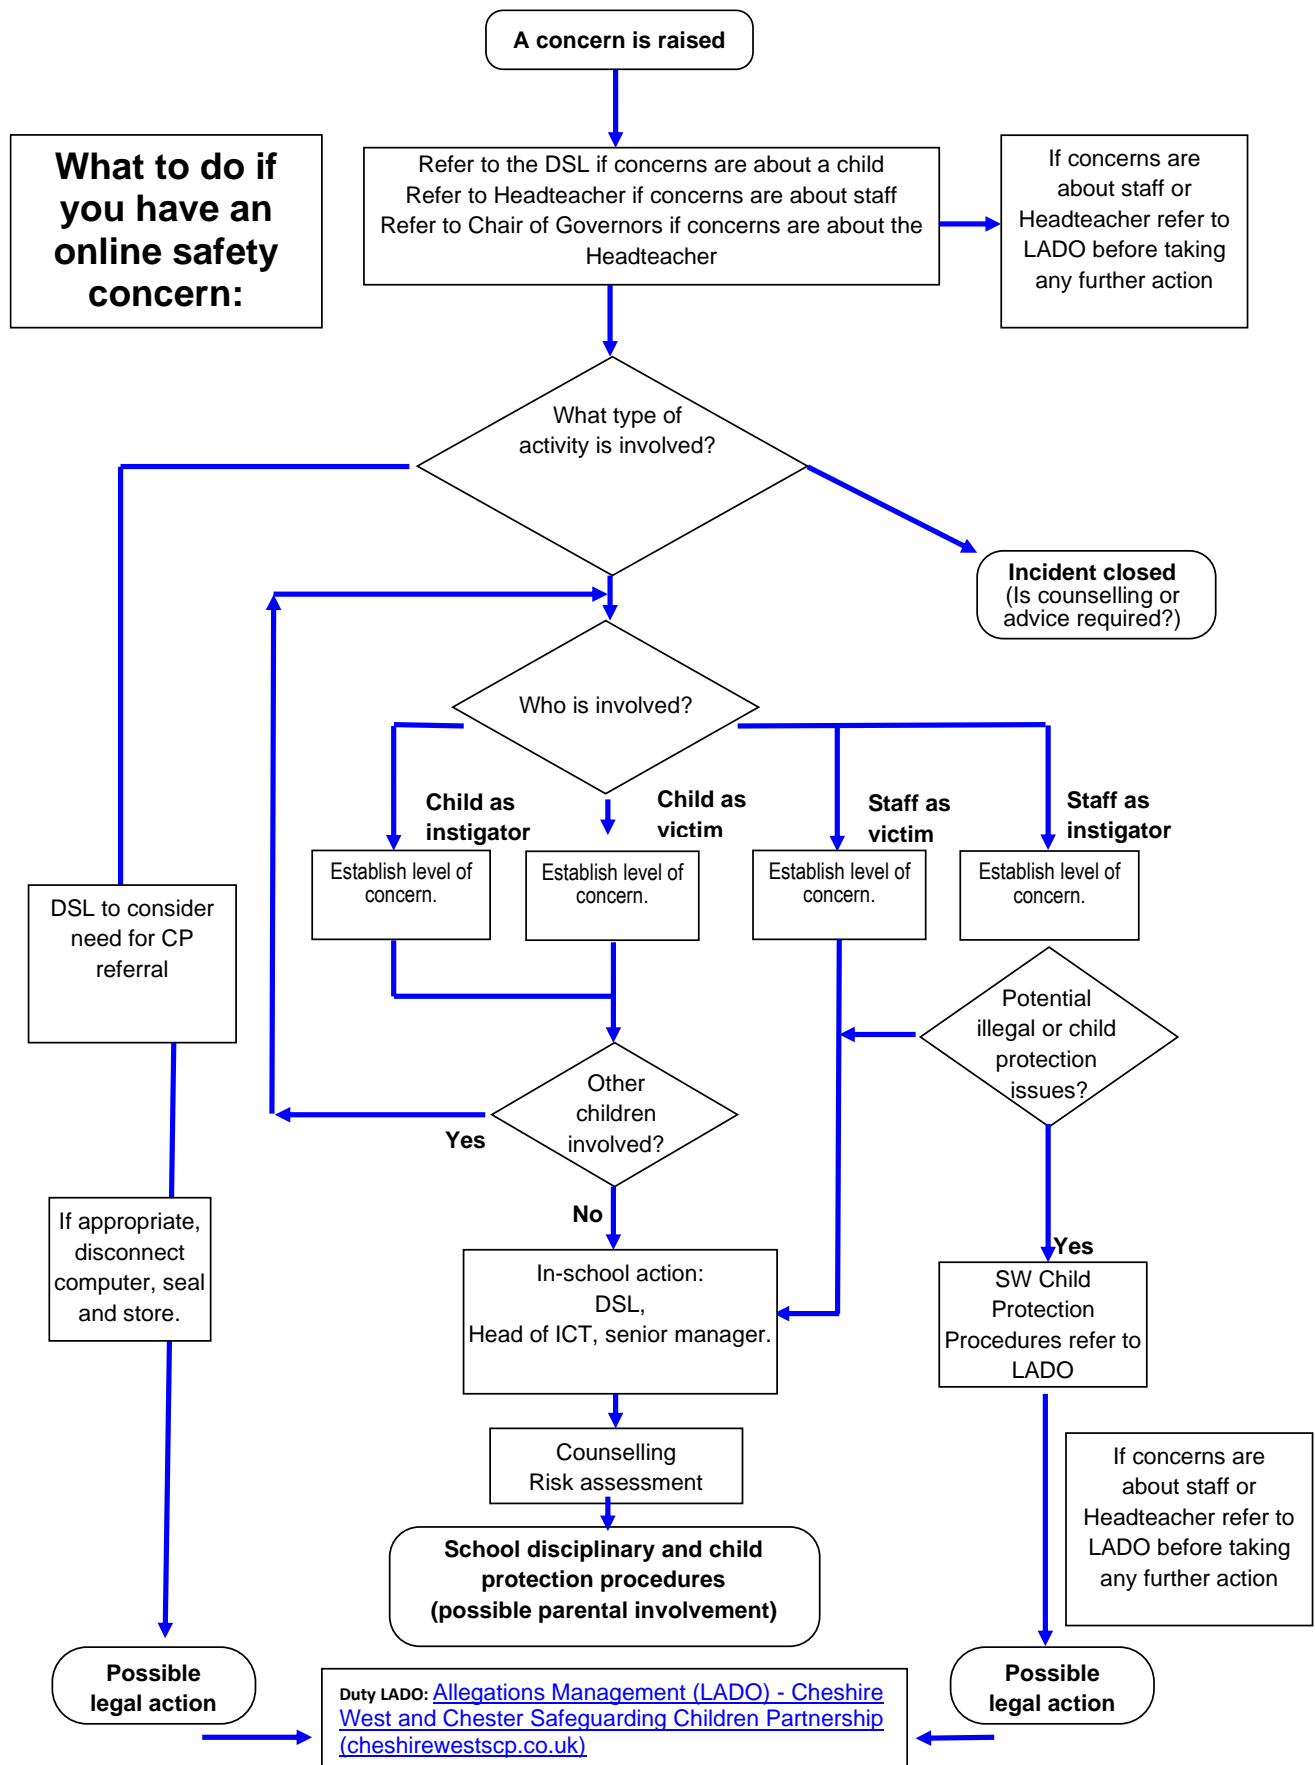 A concern is raised
What to do if
you have an
online safety
concern:
Refer to the DSL if concerns are about a child
Refer to Headteacher if concerns are about staff
Refer to Chair of Governors if concerns are about the
Headteacher
If concerns are
about staff or
Headteacher refer to
LADO before taking
any further action
What type of
activity is involved?
Incident closed
(Is counselling or
advice required?)
Who is involved?
Child as
instigator
Child as
victim
Staff as
victim
Staff as
instigator
Establish level of
concern.
Establish level of
concern.
Establish level of
concern.
Establish level of
concern.
DSL to consider
need for CP
referral
Potential
illegal or child
protection
issues?
Other
children
involved?
Yes
No
If appropriate,
disconnect
computer, seal
and store.
In-school action:
DSL,
Head of ICT, senior manager.
Yes
SW Child
Protection
Procedures refer to
LADO
Counselling
Risk assessment
If concerns are
about staff or
Headteacher refer to
LADO before taking
any further action
School disciplinary and child
protection procedures
(possible parental involvement)
Possible
legal action
Duty LADO: Allegations Management (LADO) - Cheshire
West and Chester Safeguarding Children Partnership
(cheshirewestscp.co.uk)
Possible
legal action